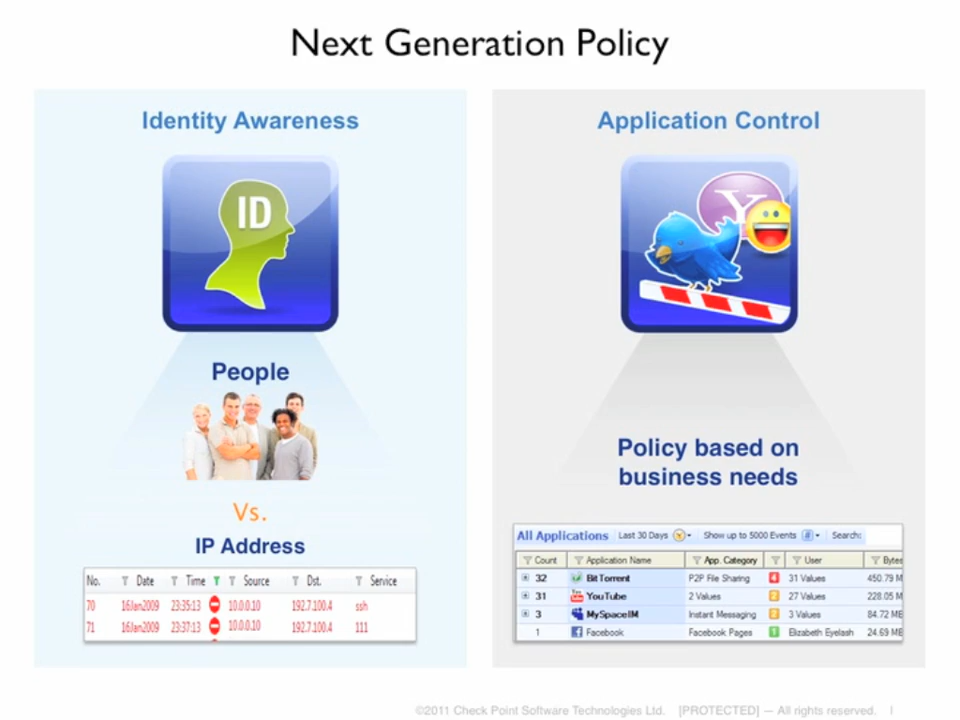 Next Generation Policy
Identity Awareness
ID
People
Vs.
IP Address
No. Date Time Source Dst. Service
70 16Jan2009 23:35:13 10.0.0.10 192.7.100.4 ssh
71 16Jan2009 23:37:13 10.0.0.10 192.7.100.4 111
Application Control
Y
Policy based on
business needs
All Applications Last 30 Days Show up to 5000 Events # Search:
Count Application Name App. Category User Bytes
32 BitTorrent P2P File Sharing 4 31 Values 450.79 M
31 YouTube 2 Values 2 27 Values 228.05 M
3 MySpaceIM Instant Messaging 2 3 Values 84.72 MB
1 Facebook Facebook Pages 1 Elizabeth Eyelash 24.69 MB
©2011 Check Point Software Technologies Ltd. [PROTECTED] — All rights reserved. |